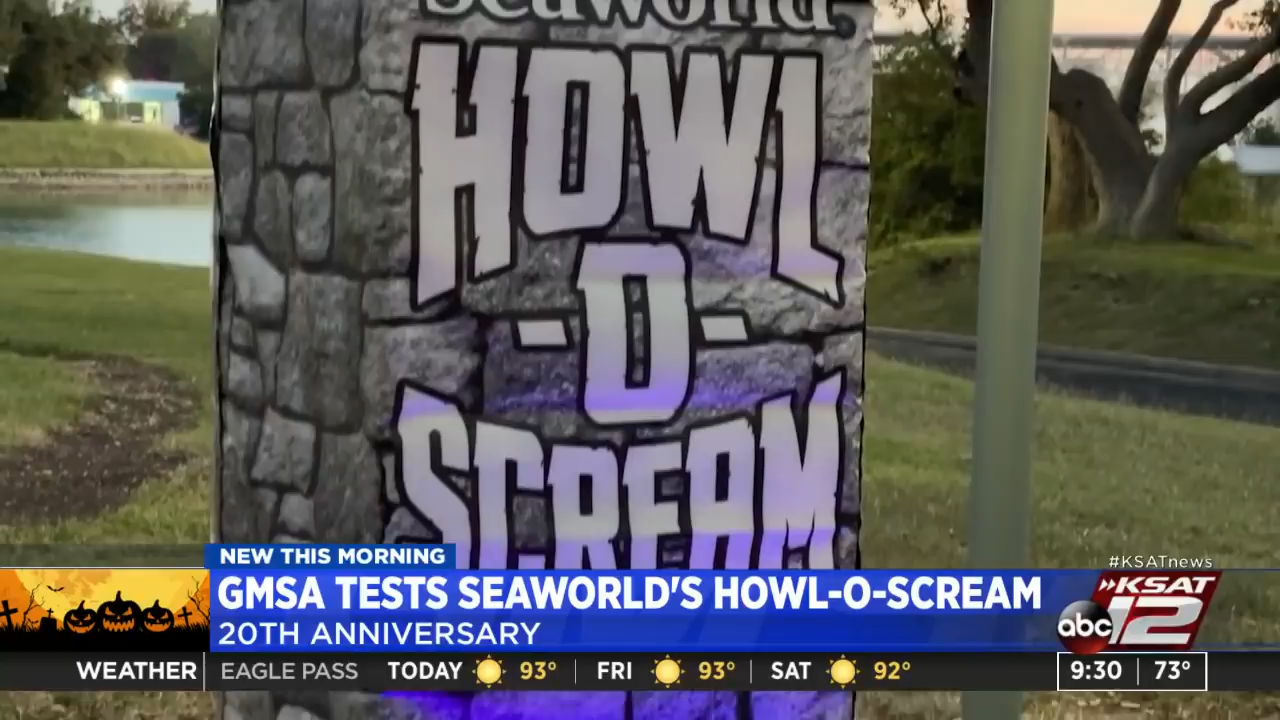 SeaWorld
HOWL
-O-
SCREAM
NEW THIS MORNING
GMSA TESTS SEAWORLD'S HOWL-O-SCREAM
20TH ANNIVERSARY
#KSATnews
KSAT
abc 12
WEATHER EAGLE PASS TODAY 93° FRI 93° SAT 92° 9:30 73°